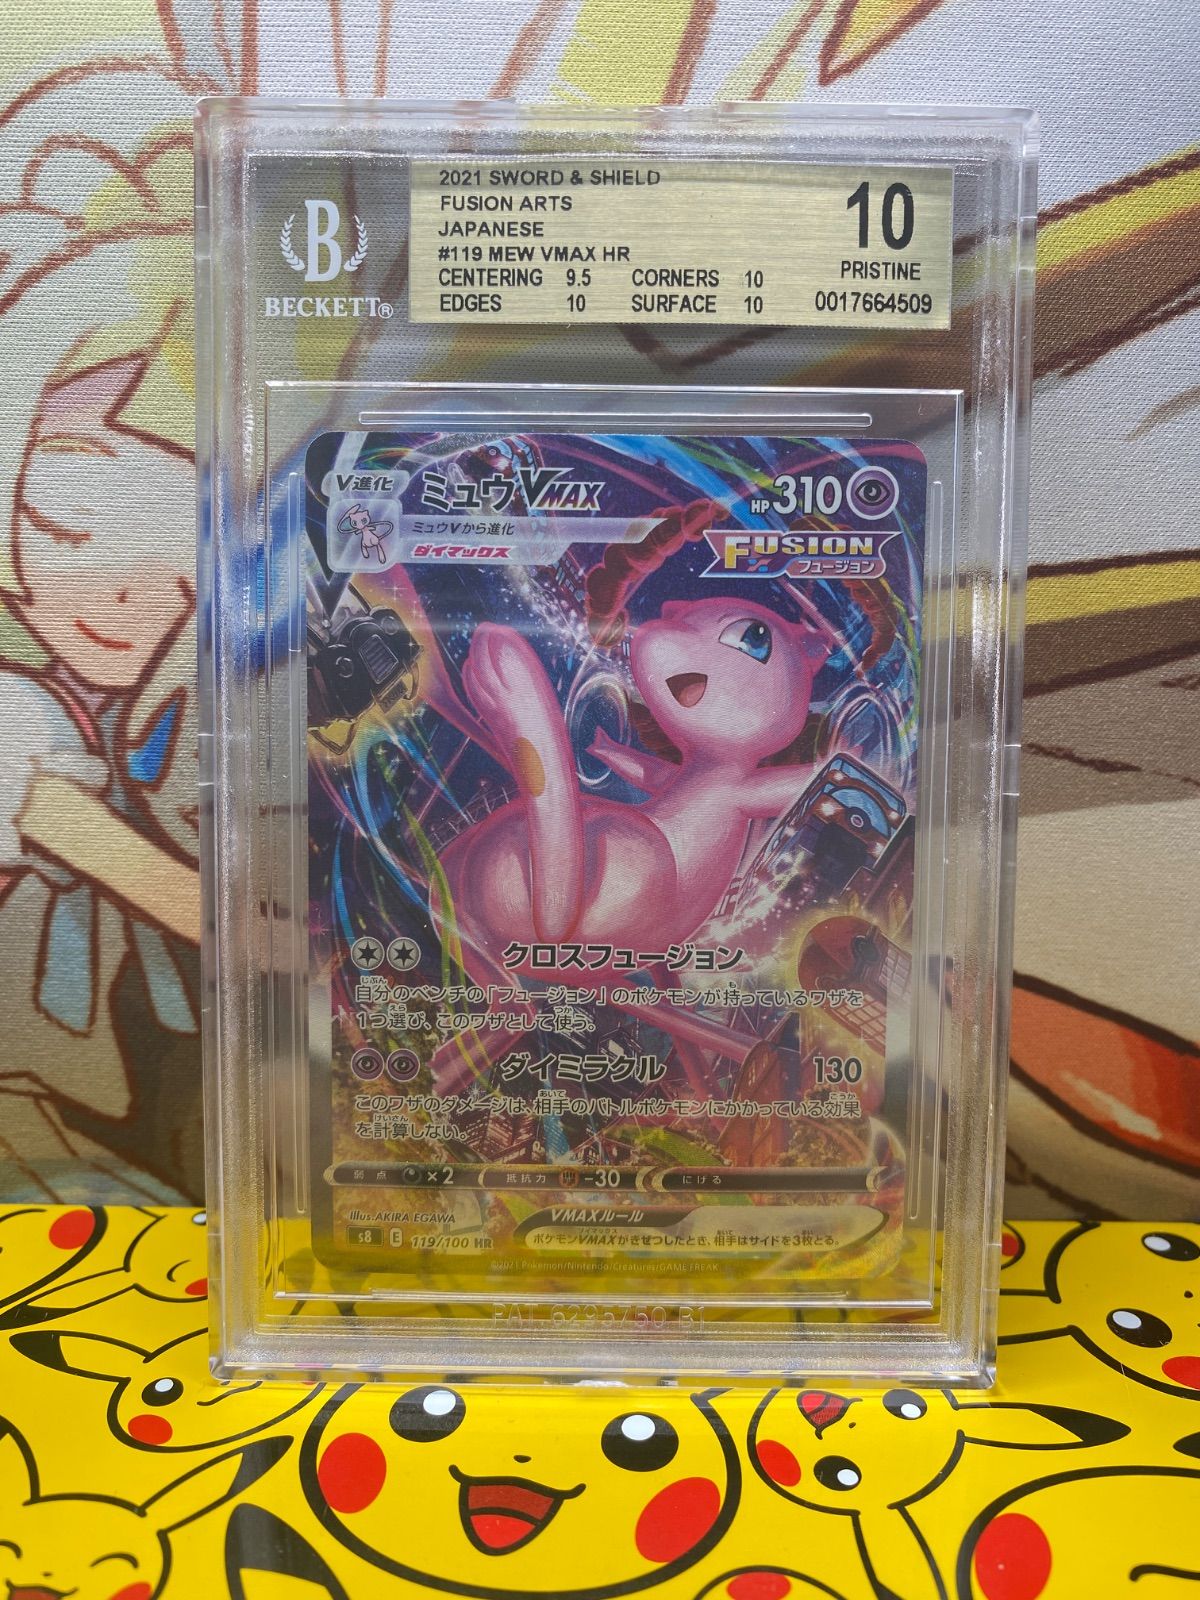 2021 SWORD & SHIELD
FUSION ARTS
JAPANESE
#119 MEW VMAX HR
CENTERING 9.5 CORNERS 10
EDGES 10 SURFACE 10
10
PRISTINE
0017664509
B
BECKETT®
V進化
ミュウVMAX
HP310
ミュウVから進化
ダイマックス
FUSION
フュージョン
クロスフュージョン
自分のベンチの「フュージョン」のポケモンが持っているワザを
1つ選び、このワザとして使う。
ダイミラクル 130
このワザのダメージは、相手のバトルポケモンにかかっている効果
を計算しない。
弱点 ×2 抵抗力 -30 にげる
Illus.AKIRA EGAWA
s8 E 119/100 HR
VMAXルール
ポケモンVMAXがきぜつしたとき、相手はサイドを3枚とる。
©2021 Pokémon/Nintendo/Creatures/GAME FREAK
PAT.6295750 B1